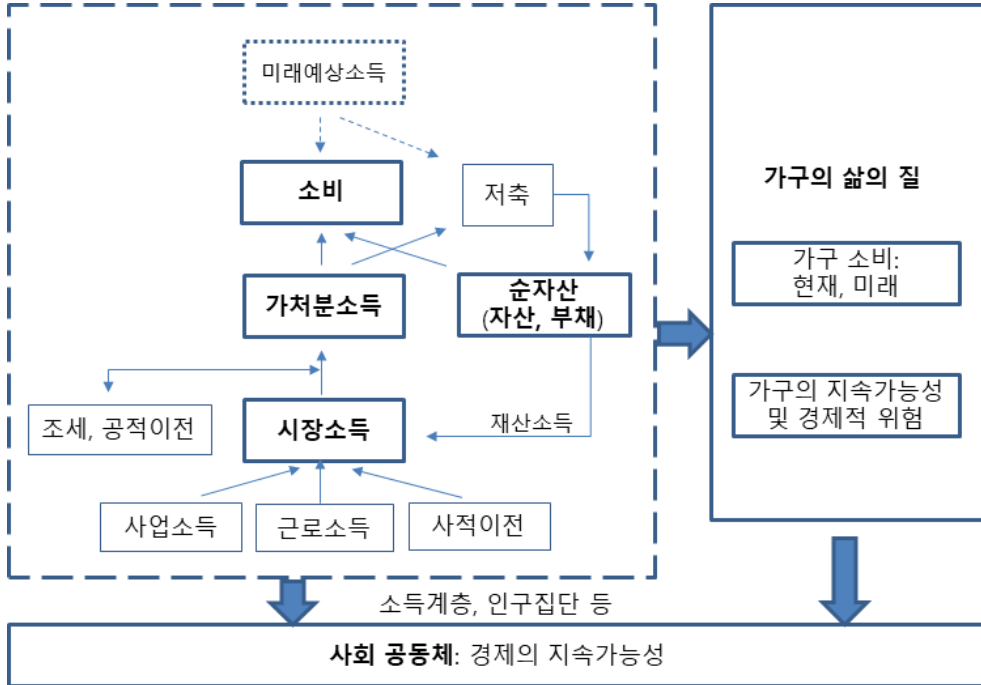 미래예상소득
소비
저축
가구의 삶의 질
가구 소비:
현재, 미래
가처분소득
순자산
(자산, 부채)
가구의 지속가능성
및 경제적 위험
조세, 공적이전
시장소득
재산소득
사업소득
근로소득
사적이전
소득계층, 인구집단 등
사회 공동체: 경제의 지속가능성